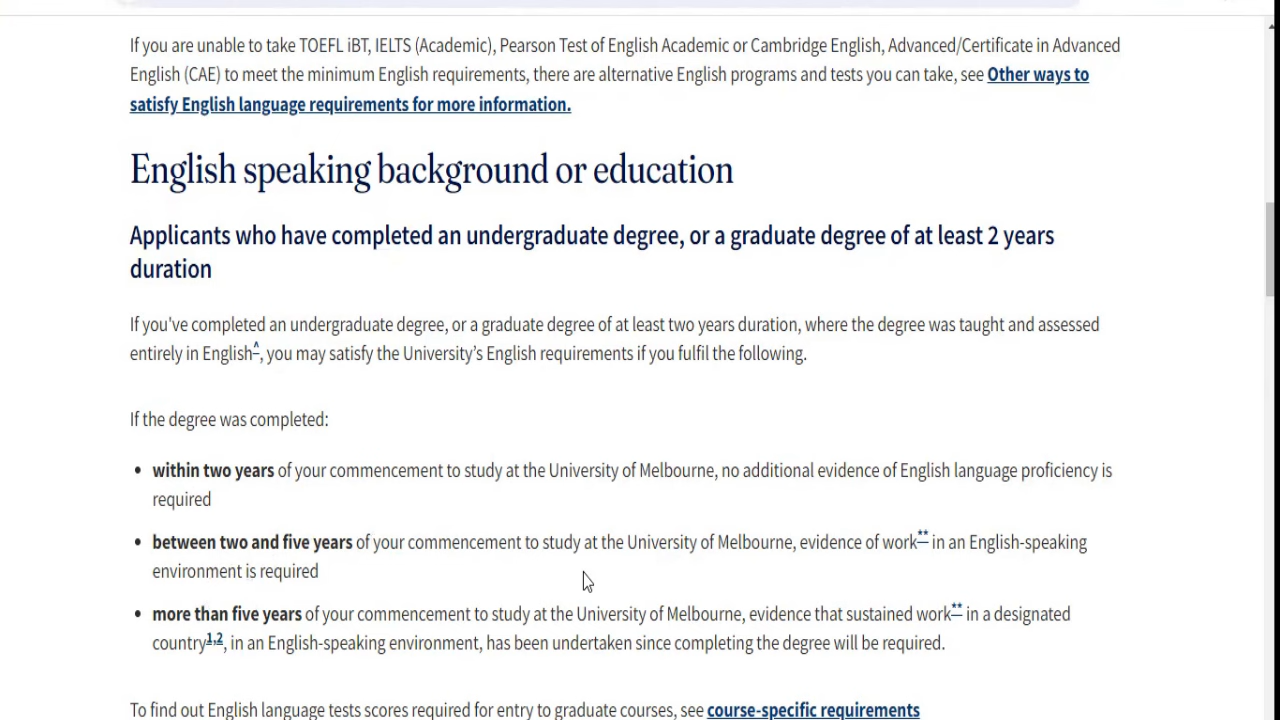 If you are unable to take TOEFL iBT, IELTS (Academic), Pearson Test of English Academic or Cambridge English, Advanced/Certificate in Advanced
English (CAE) to meet the minimum English requirements, there are alternative English programs and tests you can take, see Other ways to
satisfy English language requirements for more information.
English speaking background or education
Applicants who have completed an undergraduate degree, or a graduate degree of at least 2 years
duration
If you've completed an undergraduate degree, or a graduate degree of at least two years duration, where the degree was taught and assessed
entirely in English^, you may satisfy the University’s English requirements if you fulfil the following.
If the degree was completed:
• within two years of your commencement to study at the University of Melbourne, no additional evidence of English language proficiency is
required
• between two and five years of your commencement to study at the University of Melbourne, evidence of work** in an English-speaking
environment is required
• more than five years of your commencement to study at the University of Melbourne, evidence that sustained work** in a designated
country1,2, in an English-speaking environment, has been undertaken since completing the degree will be required.
To find out English language tests scores required for entry to graduate courses, see course-specific requirements